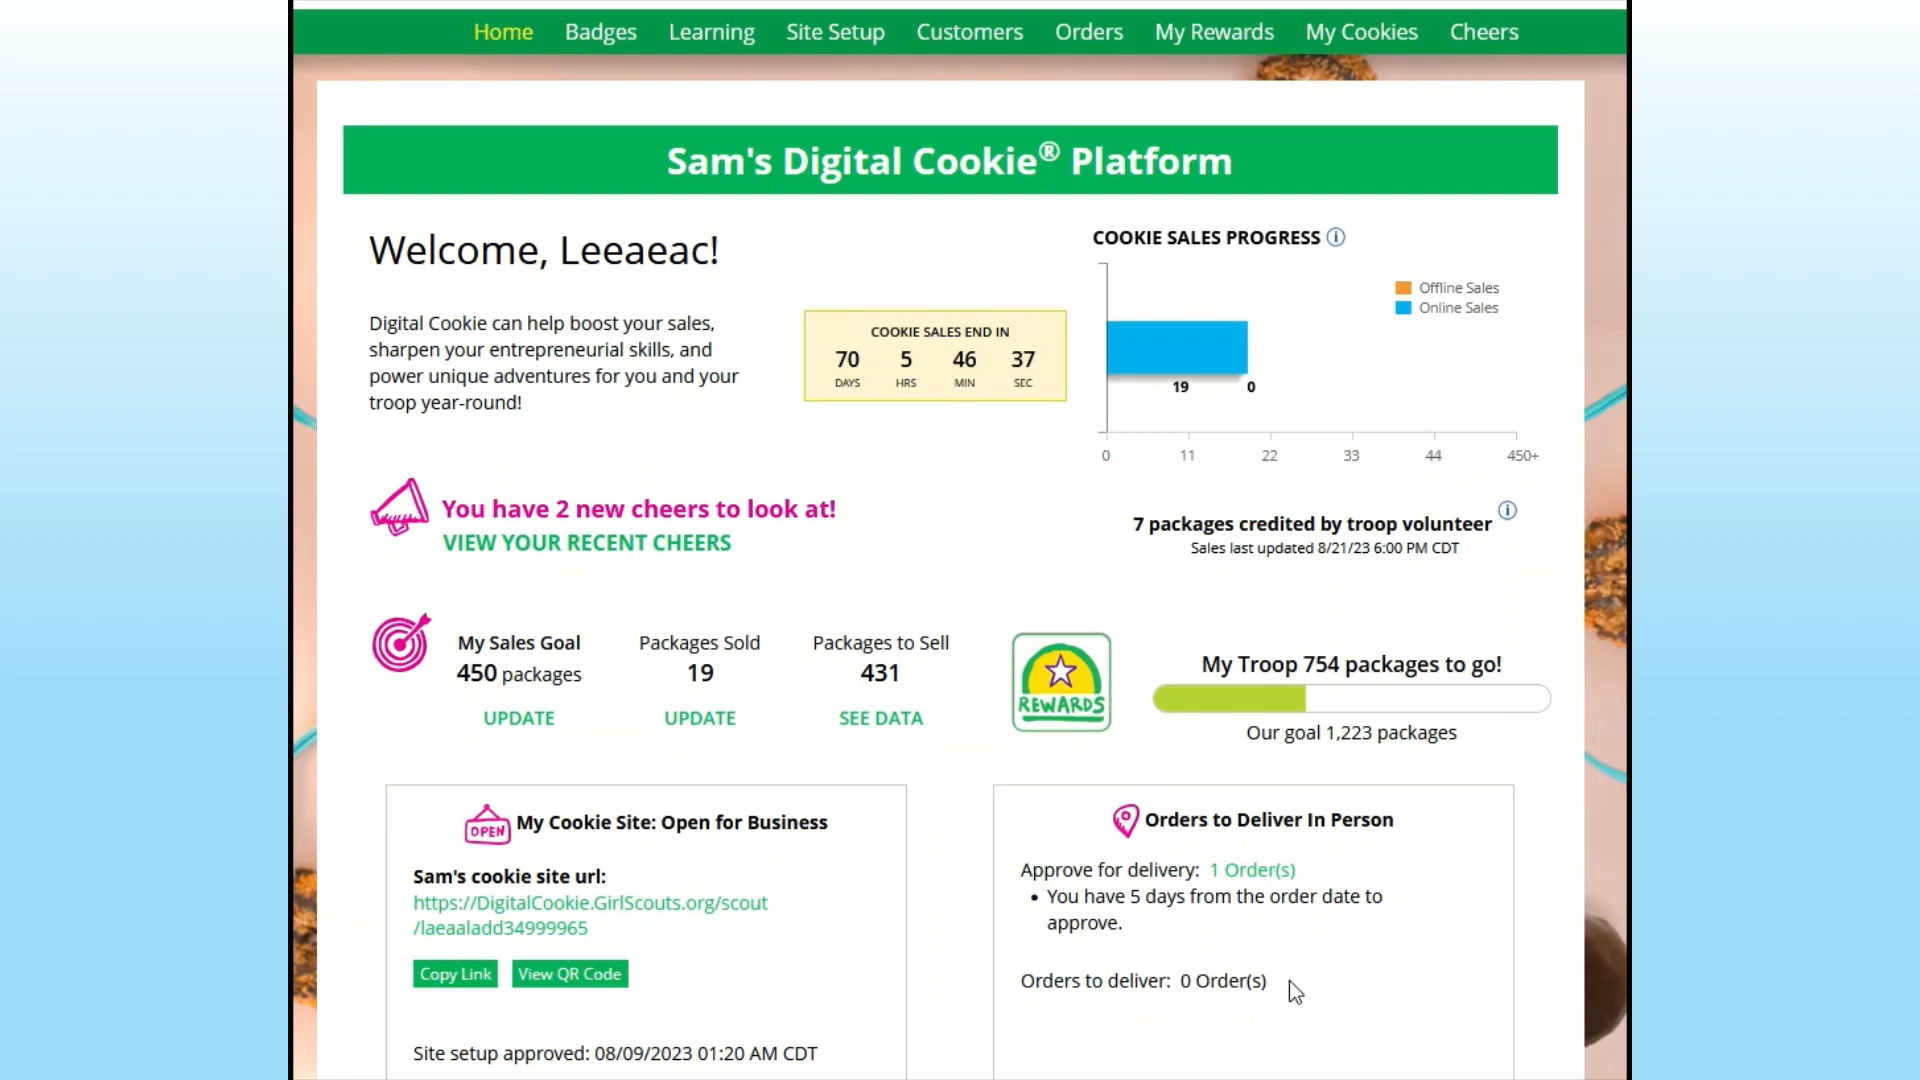 Home Badges Learning Site Setup Customers Orders My Rewards My Cookies Cheers
Sam's Digital Cookie® Platform
Welcome, Leeaeac!
Digital Cookie can help boost your sales,
sharpen your entrepreneurial skills, and
power unique adventures for you and your
troop year-round!
COOKIE SALES END IN
70 5 46 37
DAYS HRS MIN SEC
COOKIE SALES PROGRESS
Offline Sales
Online Sales
19 0
0 11 22 33 44 450+
You have 2 new cheers to look at!
VIEW YOUR RECENT CHEERS
7 packages credited by troop volunteer
Sales last updated 8/21/23 6:00 PM CDT
My Sales Goal
450 packages
UPDATE
Packages Sold
19
UPDATE
Packages to Sell
431
SEE DATA
REWARDS
My Troop 754 packages to go!
Our goal 1,223 packages
OPEN
My Cookie Site: Open for Business
Sam's cookie site url:
https://DigitalCookie.GirlScouts.org/scout
/laeaaladd34999965
Copy Link View QR Code
Site setup approved: 08/09/2023 01:20 AM CDT
Orders to Deliver In Person
Approve for delivery: 1 Order(s)
• You have 5 days from the order date to
approve.
Orders to deliver: 0 Order(s)